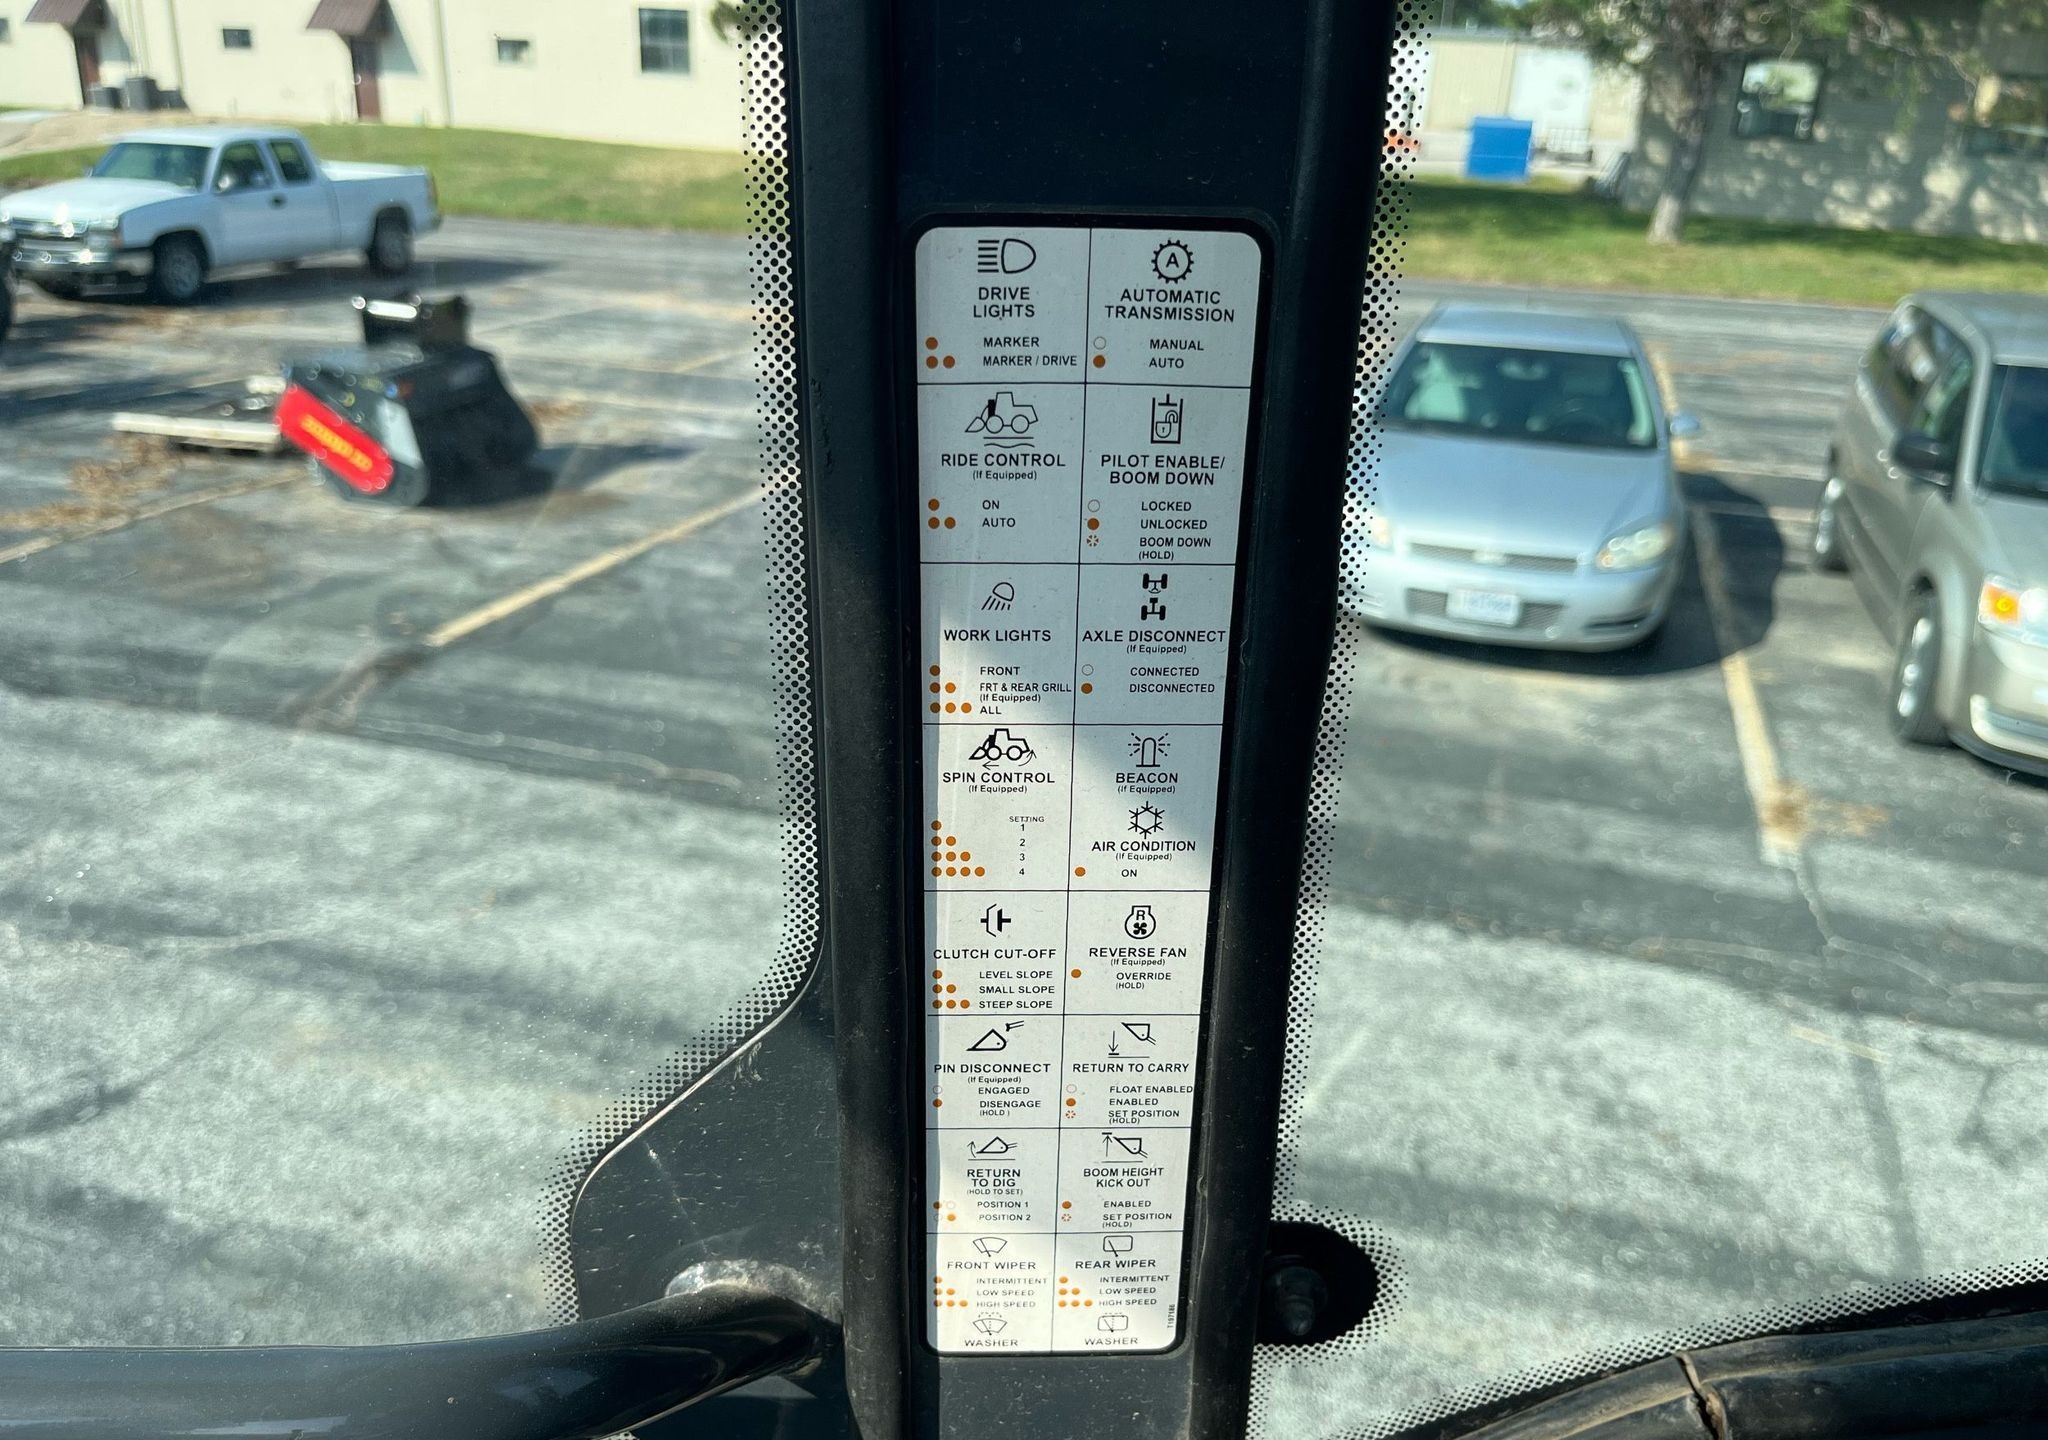 DRIVE
LIGHTS
MARKER
MARKER / DRIVE
A
AUTOMATIC
TRANSMISSION
MANUAL
AUTO
RIDE CONTROL
(If Equipped)
ON
AUTO
PILOT ENABLE/
BOOM DOWN
LOCKED
UNLOCKED
BOOM DOWN
(HOLD)
WORK LIGHTS
FRONT
FRT & REAR GRILL
(If Equipped)
ALL
AXLE DISCONNECT
(If Equipped)
CONNECTED
DISCONNECTED
SPIN CONTROL
(If Equipped)
SETTING
1
2
3
4
BEACON
(If Equipped)
AIR CONDITION
(If Equipped)
ON
CLUTCH CUT-OFF
LEVEL SLOPE
SMALL SLOPE
STEEP SLOPE
R
REVERSE FAN
(If Equipped)
OVERRIDE
(HOLD)
PIN DISCONNECT
(If Equipped)
ENGAGED
DISENGAGE
(HOLD )
RETURN TO CARRY
FLOAT ENABLED
ENABLED
SET POSITION
(HOLD)
RETURN
TO DIG
(HOLD TO SET)
POSITION 1
POSITION 2
BOOM HEIGHT
KICK OUT
ENABLED
SET POSITION
(HOLD)
FRONT WIPER
INTERMITTENT
LOW SPEED
HIGH SPEED
WASHER
REAR WIPER
INTERMITTENT
LOW SPEED
HIGH SPEED
WASHER
T197186